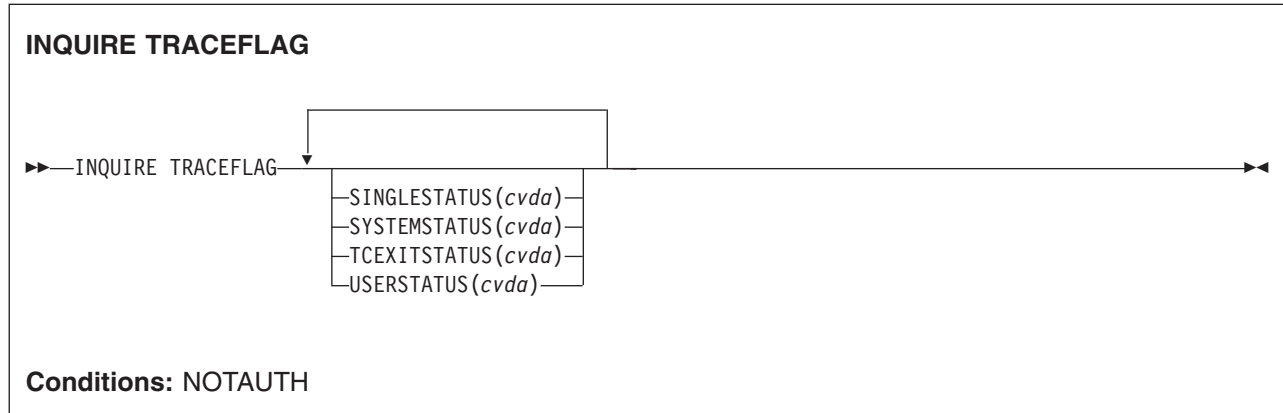 INQUIRE TRACEFLAG
INQUIRE TRACEFLAG
SINGLESTATUS(cvda)
SYSTEMSTATUS(cvda)
TCEXITSTATUS(cvda)
USERSTATUS(cvda)
Conditions: NOTAUTH